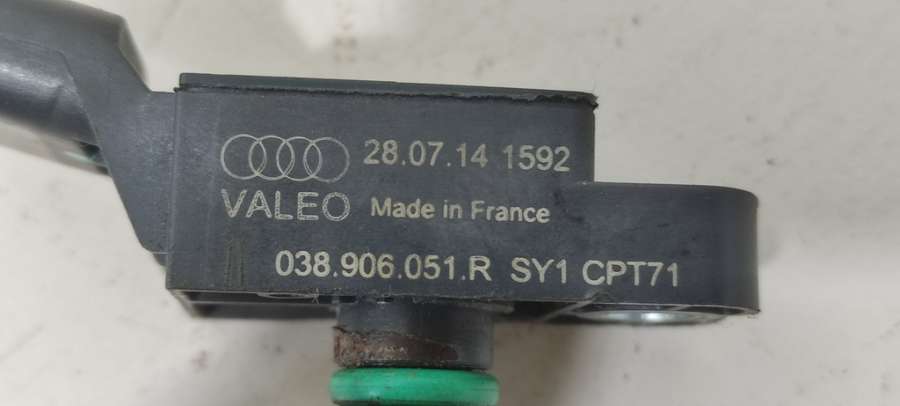 28.07.14 1592
VALEO Made in France
038.906.051.R SY1 CPT71